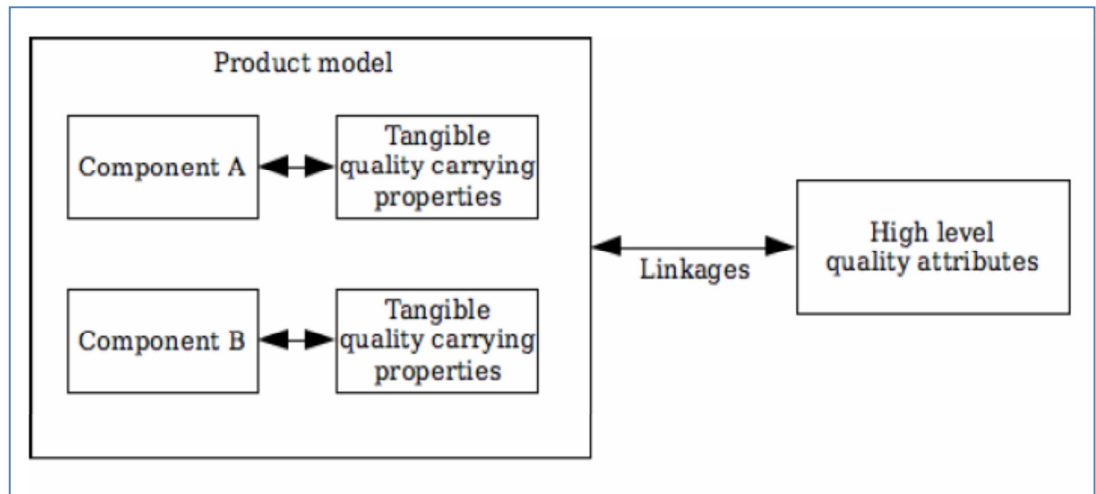 Product model
Component A
Tangible
quality carrying
properties
Component B
Tangible
quality carrying
properties
Linkages
High level
quality attributes